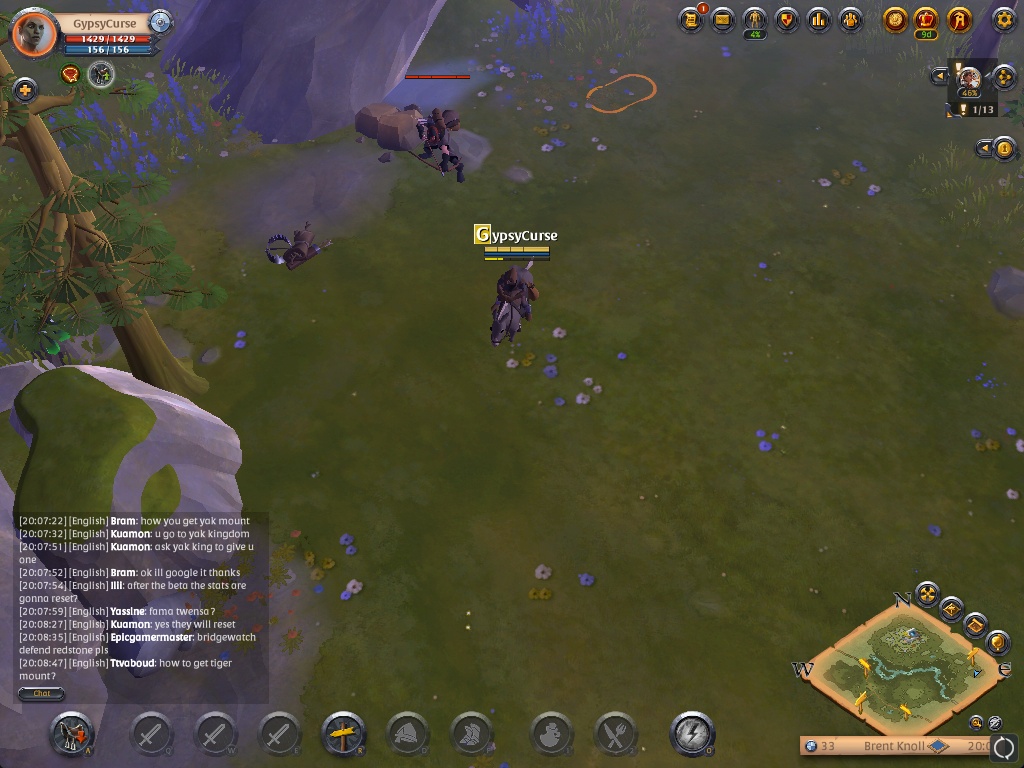 GypsyCurse
1429 / 1429
156 / 156
1
4%
9d
46%
1/13
GypsyCurse
[20:07:22] [English] Bram: how you get yak mount
[20:07:32] [English] Kuamon: u go to yak kingdom
[20:07:51] [English] Kuamon: ask yak king to give u
one
[20:07:52] [English] Bram: ok ill google it thanks
[20:07:54] [English] IIII: after the beta the stats are
gonna reset?
[20:07:59] [English] Yassine: fama twensa ?
[20:08:27] [English] Kuamon: yes they will reset
[20:08:35] [English] Epicgamermaster: bridgewatch
defend redstone pls
[20:08:47] [English] Ttvaboud: how to get tiger
mount?
Chat
A
Q
W
E
R
D
F
N
W
E
33
Brent Knoll